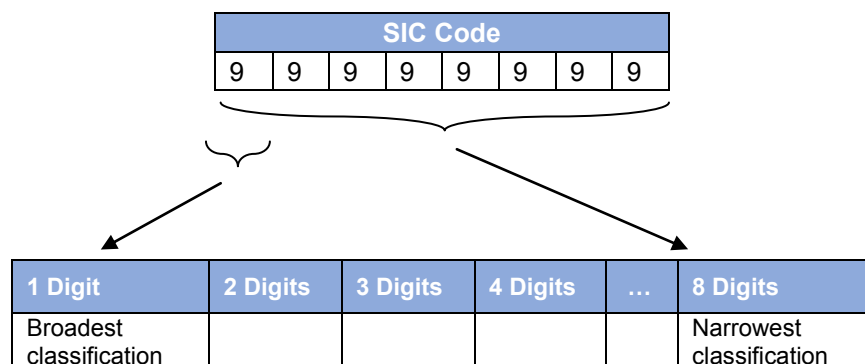 SIC Code
9 9 9 9 9 9 9 9
1 Digit 2 Digits 3 Digits 4 Digits ... 8 Digits
Broadest Narrowest
classification classification